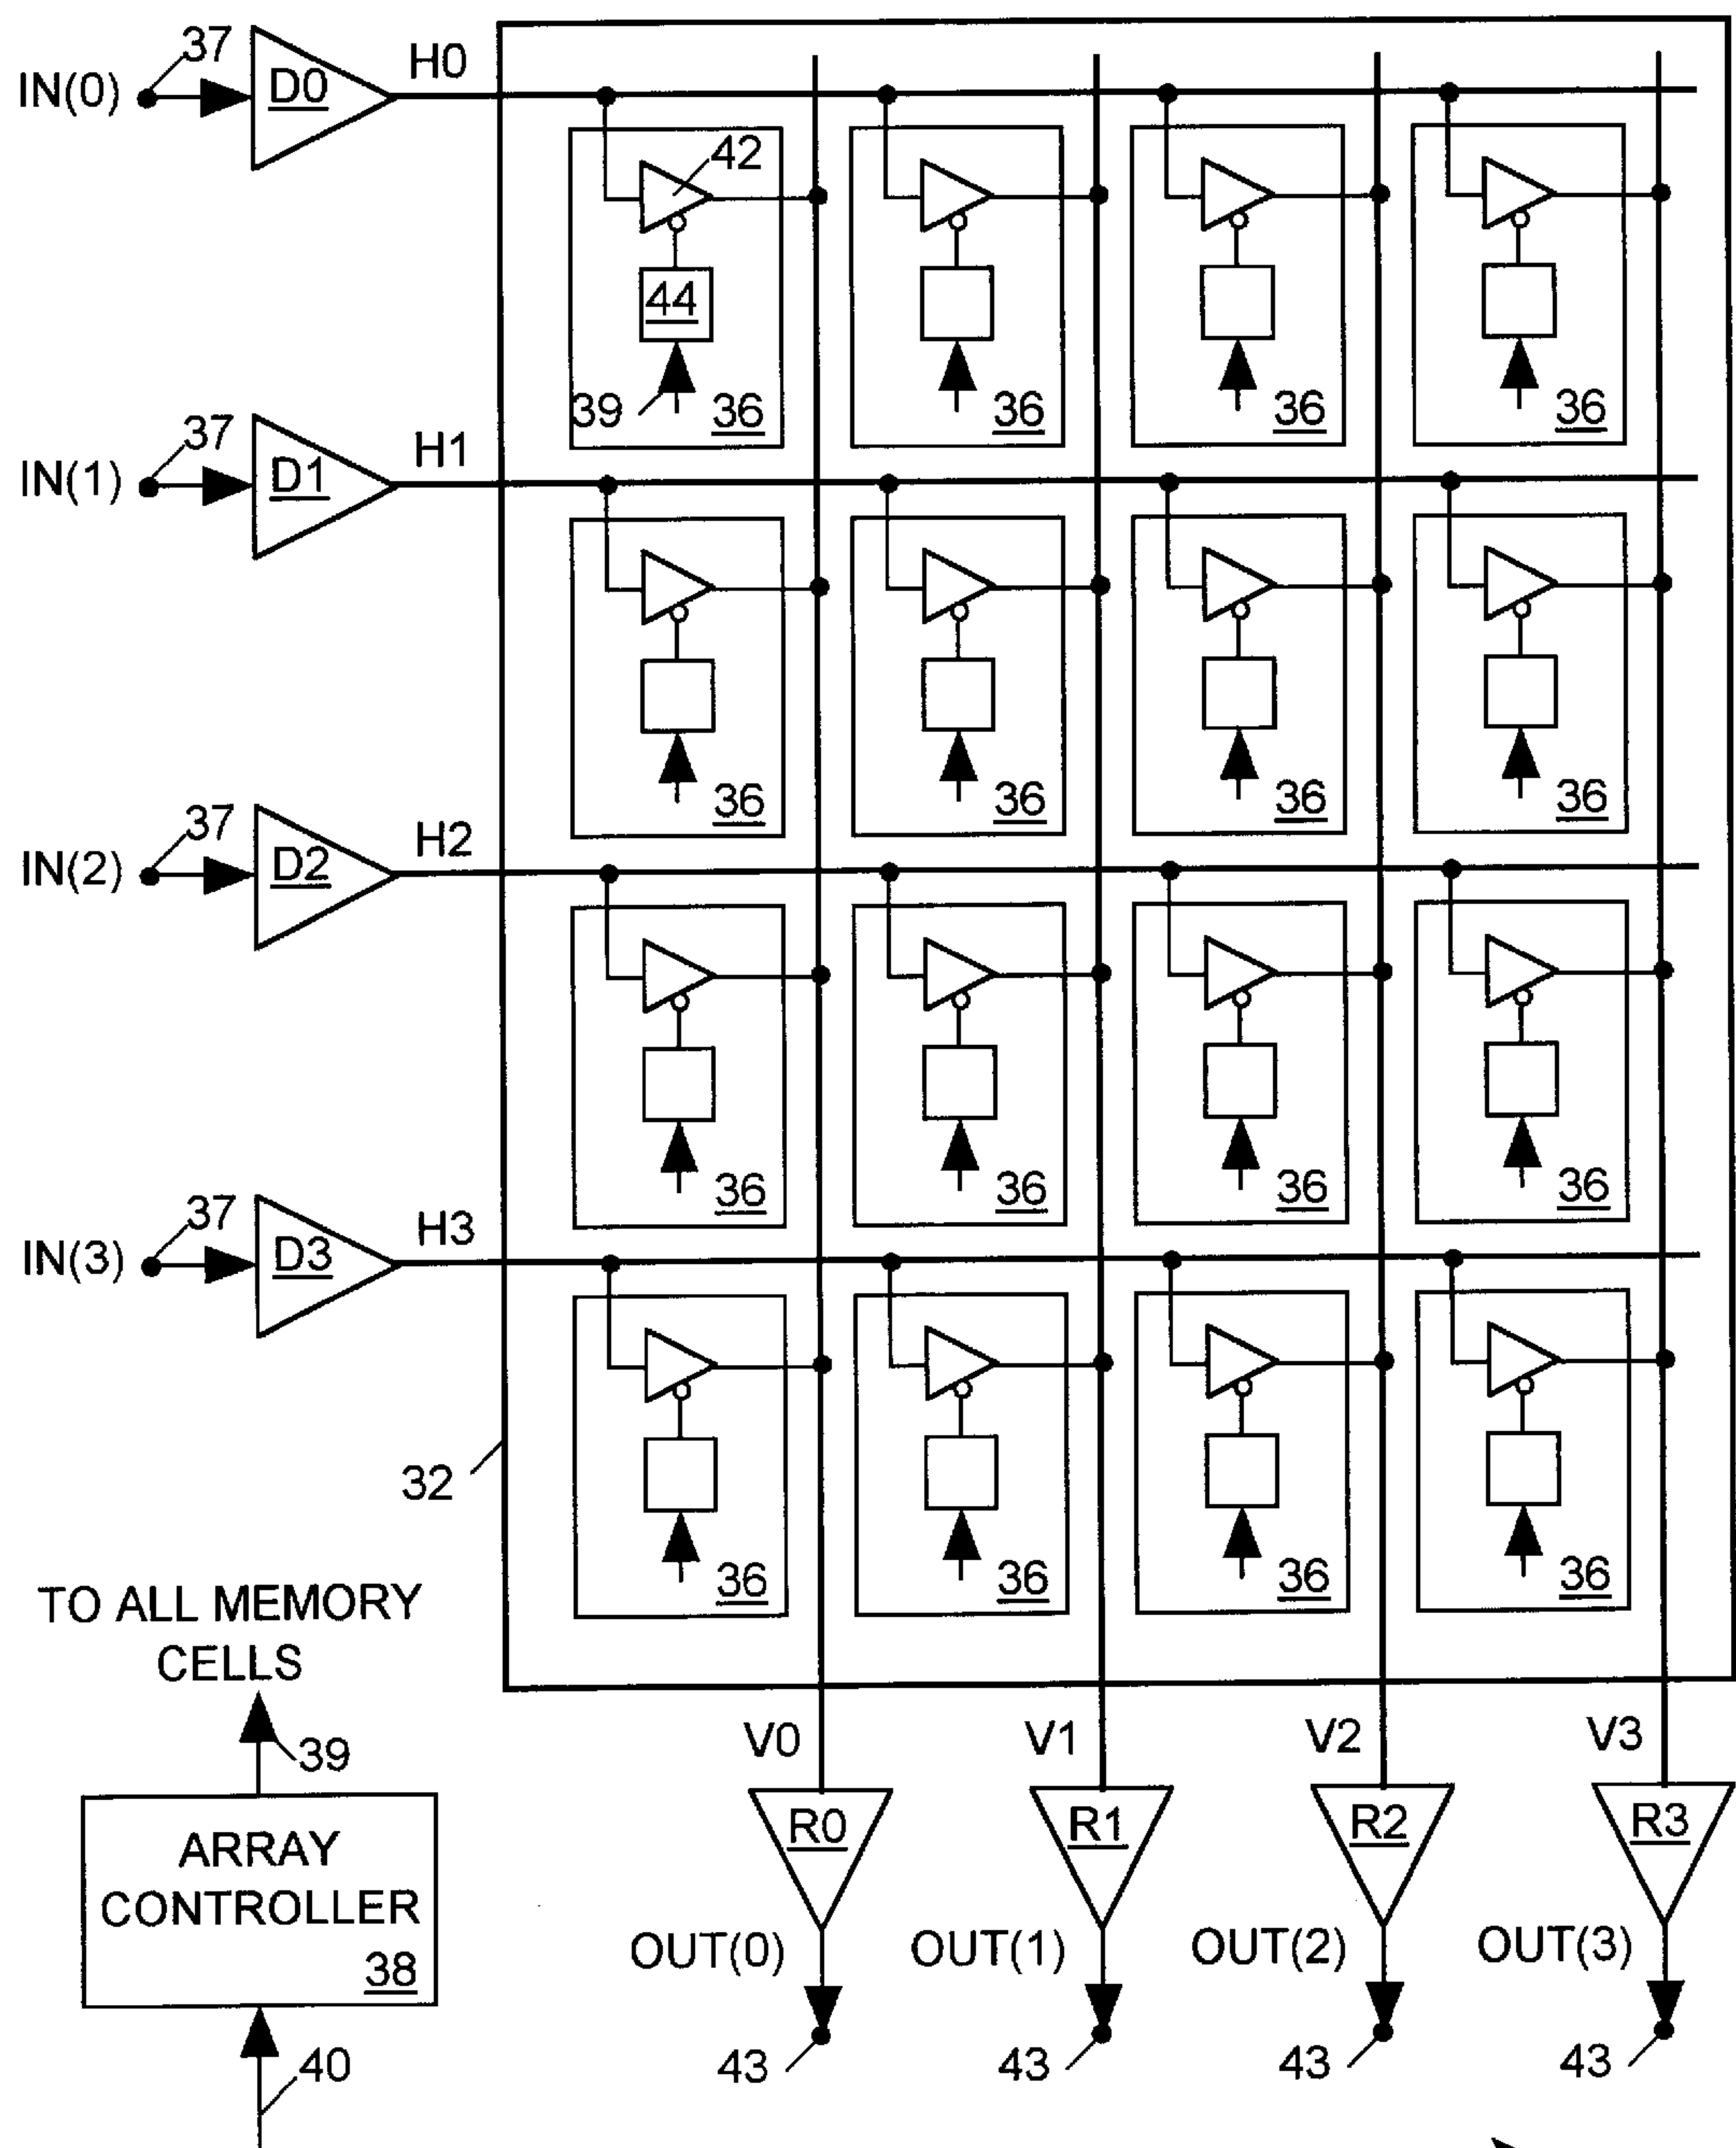 37
IN(0)
D0
H0
42
44
39
36
36
36
36
37
IN(1)
D1
H1
36
36
36
36
37
IN(2)
D2
H2
36
36
36
36
37
IN(3)
D3
H3
36
36
36
36
32
TO ALL MEMORY
CELLS
39
V0
V1
V2
V3
ARRAY
CONTROLLER
38
R0
R1
R2
R3
OUT(0)
OUT(1)
OUT(2)
OUT(3)
43
43
43
43
40